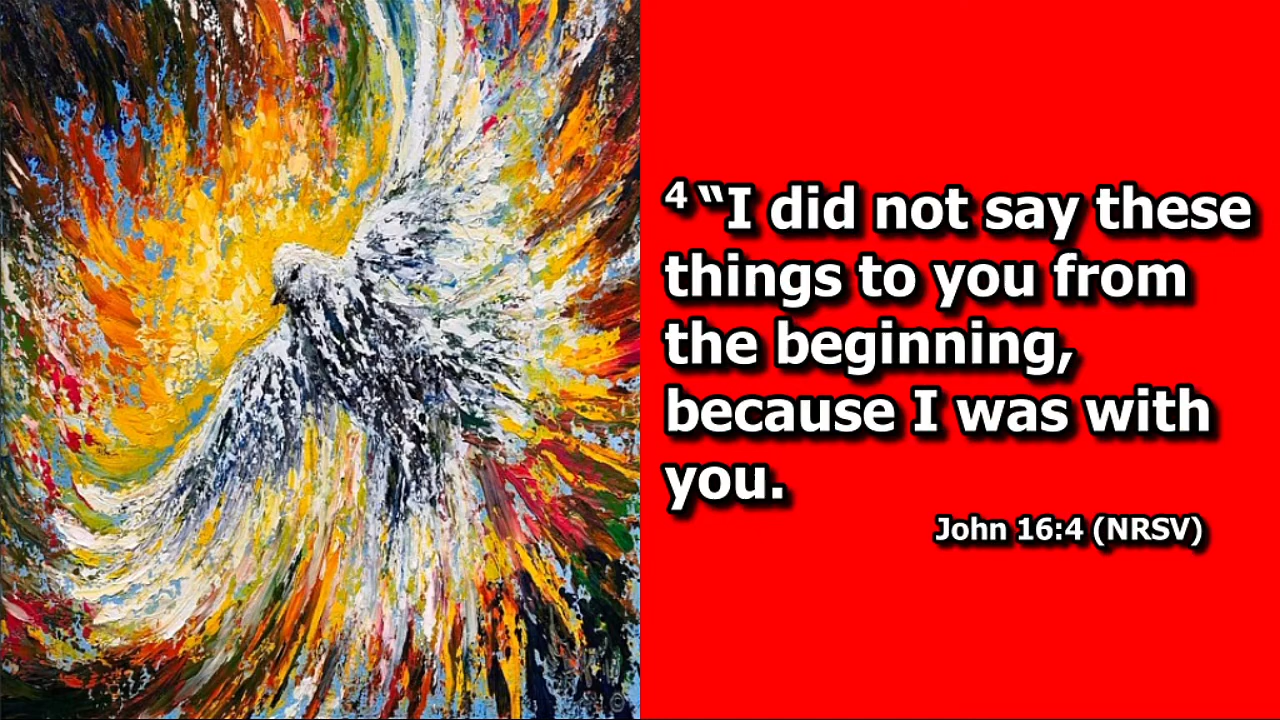 ⁴ “I did not say these
things to you from
the beginning,
because I was with
you.
John 16:4 (NRSV)